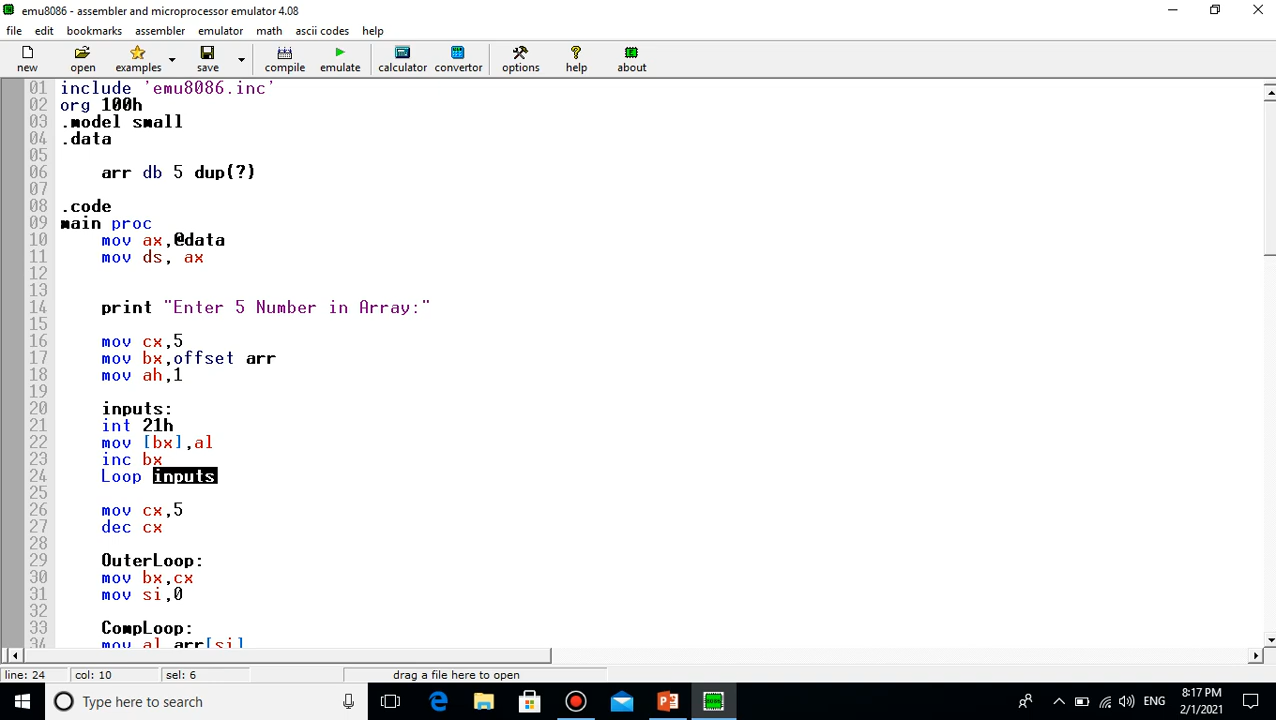 emu8086 - assembler and microprocessor emulator 4.08
file edit bookmarks assembler emulator math ascii codes help
new open examples save compile emulate calculator convertor options help about
01 include 'emu8086.inc'
02 org 100h
03 .model small
04 .data
05
06 arr db 5 dup(?)
07
08 .code
09 main proc
10 mov ax,@data
11 mov ds, ax
12
13
14 print "Enter 5 Number in Array:"
15
16 mov cx,5
17 mov bx,offset arr
18 mov ah,1
19
20 inputs:
21 int 21h
22 mov [bx],al
23 inc bx
24 Loop inputs
25
26 mov cx,5
27 dec cx
28
29 OuterLoop:
30 mov bx,cx
31 mov si,0
32
33 CompLoop:
34 mov al arr[si]
line: 24 col: 10 sel: 6 drag a file here to open
Type here to search ENG 8:17 PM
2/1/2021